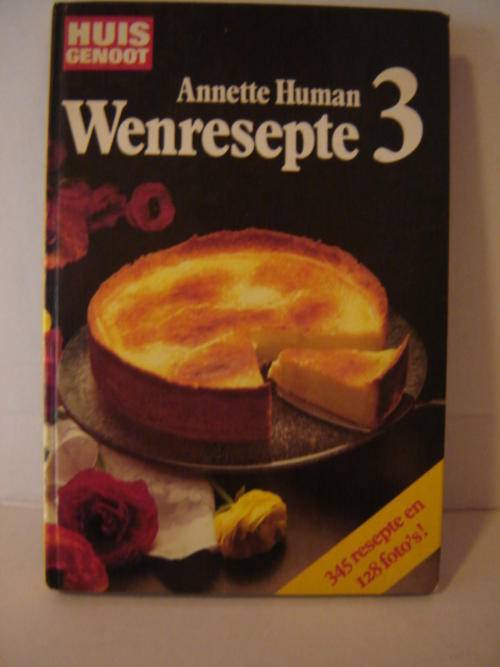 HUIS
GENOOT
Annette Human
Wenresepte 3
345 resepte en
128 foto's!